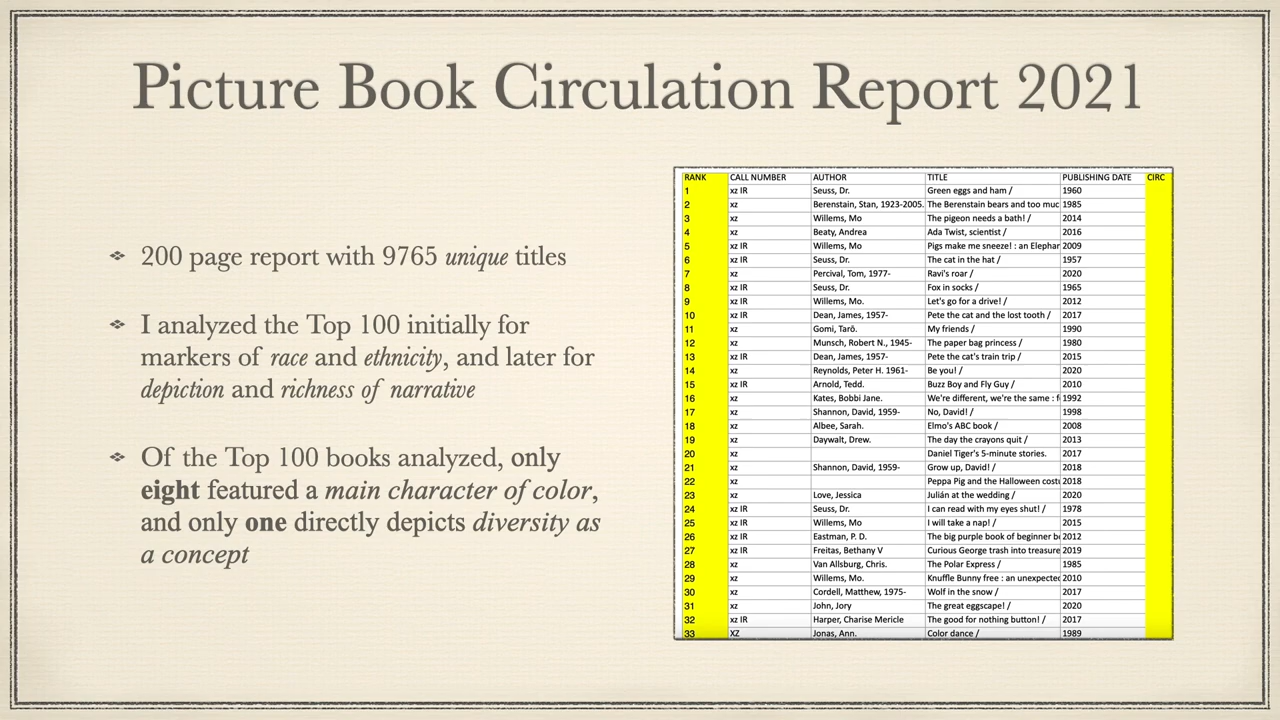 Picture Book Circulation Report 2021
200 page report with 9765 unique titles
I analyzed the Top 100 initially for
markers of race and ethnicity, and later for
depiction and richness of narrative
Of the Top 100 books analyzed, only
eight featured a main character of color,
and only one directly depicts diversity as
a concept
RANK CALL NUMBER AUTHOR TITLE PUBLISHING DATE CIRC
1 xz IR Seuss, Dr. Green eggs and ham / 1960
2 xz Berenstain, Stan, 1923-2005. The Berenstain bears and too muc 1985
3 xz Willems, Mo The pigeon needs a bath! / 2014
4 xz Beaty, Andrea Ada Twist, scientist / 2016
5 xz IR Willems, Mo Pigs make me sneeze! : an Elephan 2009
6 xz IR Seuss, Dr. The cat in the hat / 1957
7 xz Percival, Tom, 1977- Ravi's roar / 2020
8 xz IR Seuss, Dr. Fox in socks / 1965
9 xz IR Willems, Mo. Let's go for a drive! / 2012
10 xz IR Dean, James, 1957- Pete the cat and the lost tooth / 2017
11 xz Gomi, Tarō. My friends / 1990
12 xz Munsch, Robert N., 1945- The paper bag princess / 1980
13 xz IR Dean, James, 1957- Pete the cat's train trip / 2015
14 xz Reynolds, Peter H. 1961- Be you! / 2020
15 xz IR Arnold, Tedd. Buzz Boy and Fly Guy / 2010
16 xz Kates, Bobbi Jane. We're different, we're the same : f 1992
17 xz Shannon, David, 1959- No, David! / 1998
18 xz Albee, Sarah. Elmo's ABC book / 2008
19 xz Daywalt, Drew. The day the crayons quit / 2013
20 xz Daniel Tiger's 5-minute stories. 2017
21 xz Shannon, David, 1959- Grow up, David! / 2018
22 xz Peppa Pig and the Halloween costu 2018
23 xz Love, Jessica Julián at the wedding / 2020
24 xz IR Seuss, Dr. I can read with my eyes shut! / 1978
25 xz IR Willems, Mo I will take a nap! / 2015
26 xz IR Eastman, P. D. The big purple book of beginner bo 2012
27 xz IR Freitas, Bethany V Curious George trash into treasure 2019
28 xz Van Allsburg, Chris. The Polar Express / 1985
29 xz Willems, Mo. Knuffle Bunny free : an unexpected 2010
30 xz Cordell, Matthew, 1975- Wolf in the snow / 2017
31 xz John, Jory The great eggscape! / 2020
32 xz IR Harper, Charise Mericle The good for nothing button! / 2017
33 XZ Jonas, Ann. Color dance / 1989